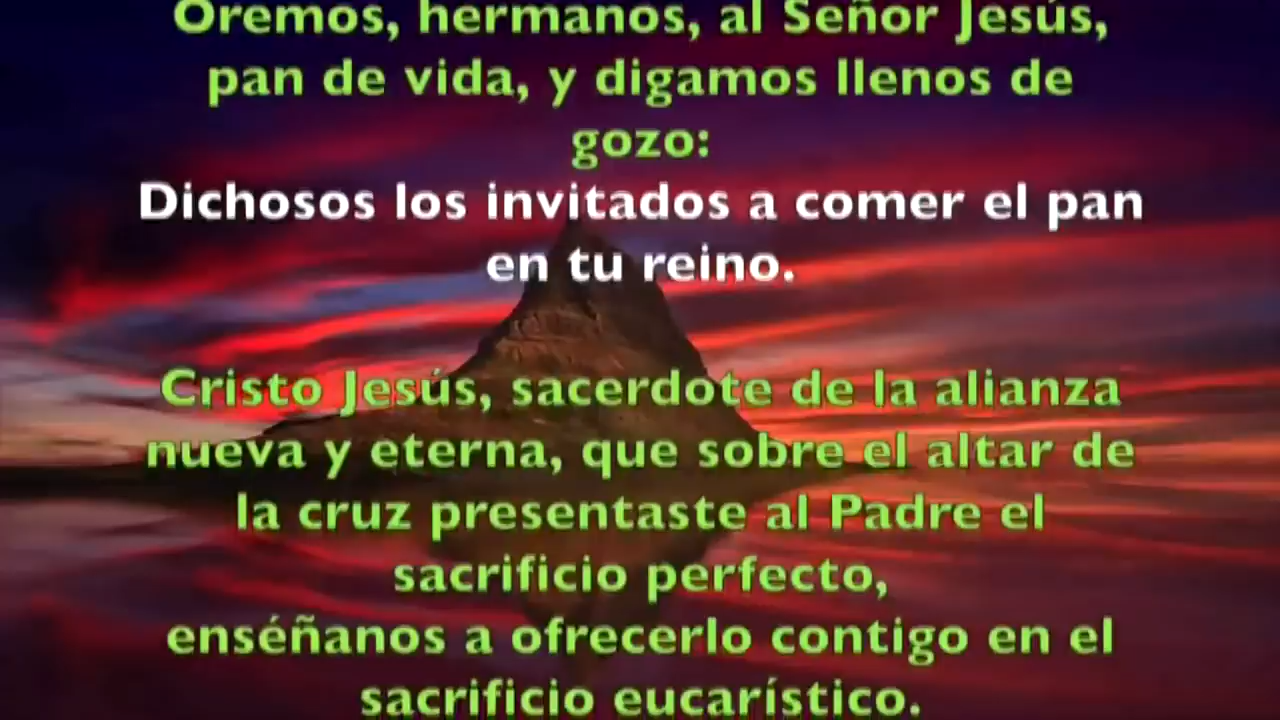 Oremos, hermanos, al Señor Jesús,
pan de vida, y digamos llenos de
gozo:
Dichosos los invitados a comer el pan
en tu reino.
Cristo Jesús, sacerdote de la alianza
nueva y eterna, que sobre el altar de
la cruz presentaste al Padre el
sacrificio perfecto,
enséñanos a ofrecerlo contigo en el
sacrificio eucarístico.